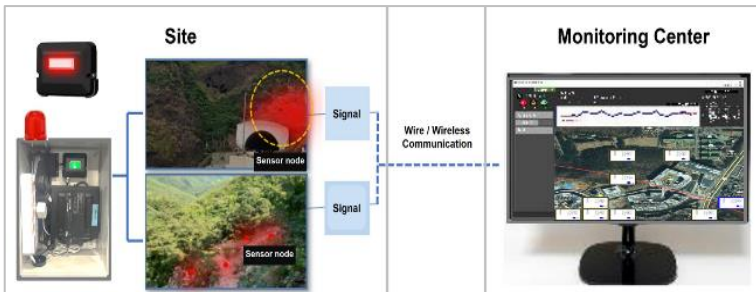 Site
Sensor node
Signal
Sensor node
Signal
Wire / Wireless
Communication
Monitoring Center